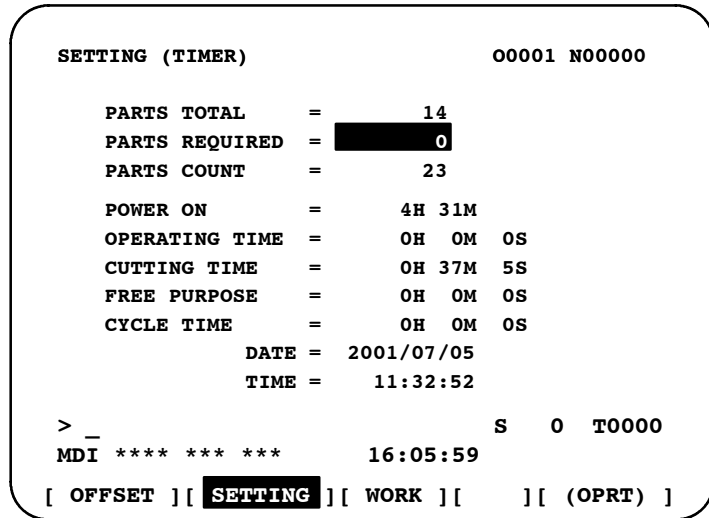 SETTING (TIMER) O0001 N00000
PARTS TOTAL = 14
PARTS REQUIRED = 0
PARTS COUNT = 23
POWER ON = 4H 31M
OPERATING TIME = 0H 0M 0S
CUTTING TIME = 0H 37M 5S
FREE PURPOSE = 0H 0M 0S
CYCLE TIME = 0H 0M 0S
DATE = 2001/07/05
TIME = 11:32:52
> _ S 0 T0000
MDI **** *** *** 16:05:59
[ OFFSET ][ SETTING ][ WORK ][ ][ (OPRT) ]